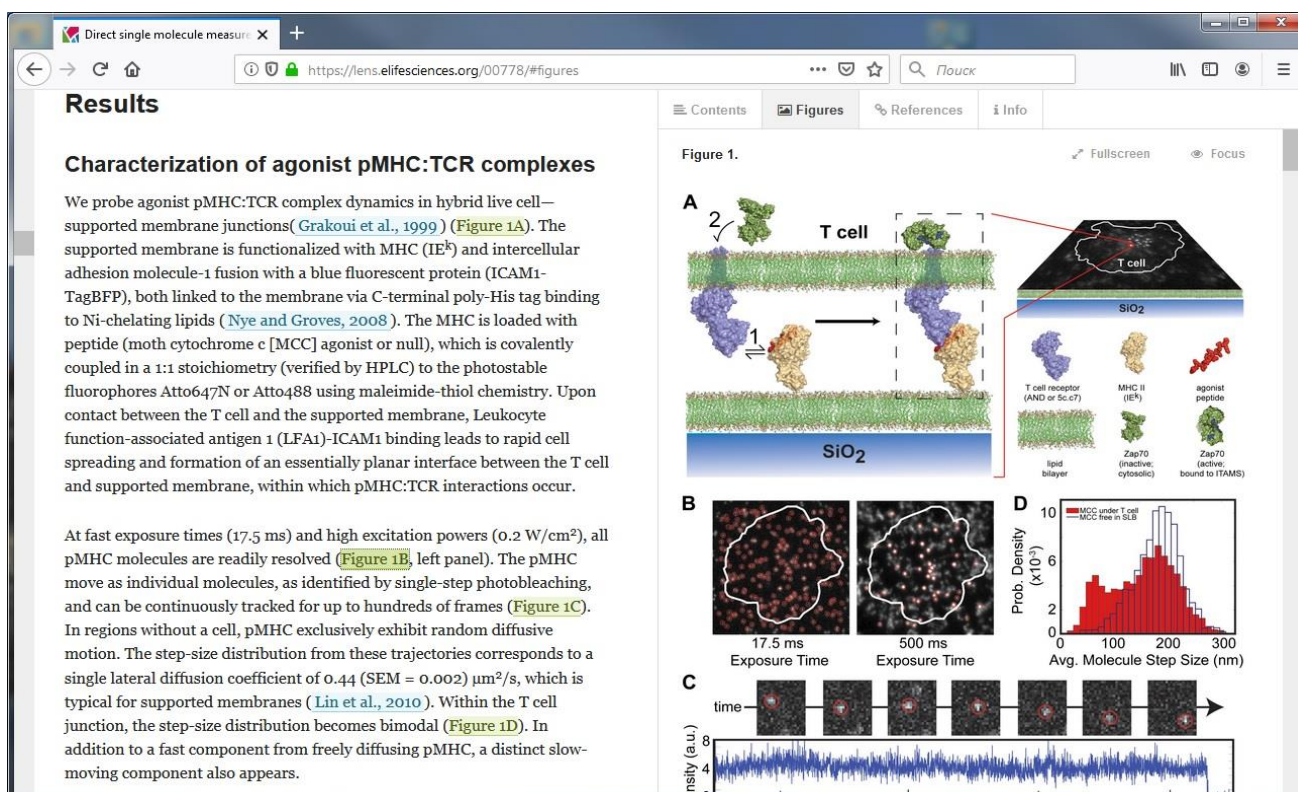 Direct single molecule measure
https://lens.elifesciences.org/00778/#figures
Поиск
Results
Characterization of agonist pMHC:TCR complexes
We probe agonist pMHC:TCR complex dynamics in hybrid live cell—
supported membrane junctions( Grakoui et al., 1999 ) (Figure 1A). The
supported membrane is functionalized with MHC (IEᵏ) and intercellular
adhesion molecule-1 fusion with a blue fluorescent protein (ICAM1-
TagBFP), both linked to the membrane via C-terminal poly-His tag binding
to Ni-chelating lipids ( Nye and Groves, 2008 ). The MHC is loaded with
peptide (moth cytochrome c [MCC] agonist or null), which is covalently
coupled in a 1:1 stoichiometry (verified by HPLC) to the photostable
fluorophores Atto647N or Atto488 using maleimide-thiol chemistry. Upon
contact between the T cell and the supported membrane, Leukocyte
function-associated antigen 1 (LFA1)-ICAM1 binding leads to rapid cell
spreading and formation of an essentially planar interface between the T cell
and supported membrane, within which pMHC:TCR interactions occur.
At fast exposure times (17.5 ms) and high excitation powers (0.2 W/cm²), all
pMHC molecules are readily resolved (Figure 1B, left panel). The pMHC
move as individual molecules, as identified by single-step photobleaching,
and can be continuously tracked for up to hundreds of frames (Figure 1C).
In regions without a cell, pMHC exclusively exhibit random diffusive
motion. The step-size distribution from these trajectories corresponds to a
single lateral diffusion coefficient of 0.44 (SEM = 0.002) μm²/s, which is
typical for supported membranes ( Lin et al., 2010 ). Within the T cell
junction, the step-size distribution becomes bimodal (Figure 1D). In
addition to a fast component from freely diffusing pMHC, a distinct slow-
moving component also appears.
Contents Figures References Info
Figure 1. Fullscreen Focus
A
2
T cell
1
SiO₂
T cell
SiO₂
T cell receptor
(AND or 5c.c7)
MHC II
(IEᵏ)
agonist
peptide
lipid
bilayer
Zap70
(inactive;
cytosolic)
Zap70
(active;
bound to ITAMS)
B
17.5 ms
Exposure Time
500 ms
Exposure Time
D
MCC under T cell
MCC free in SLB
Prob. Density
(x10⁻³)
10
6
2
0
0 100 200 300
Avg. Molecule Step Size (nm)
C
time
8
4
nsity (a.u.)